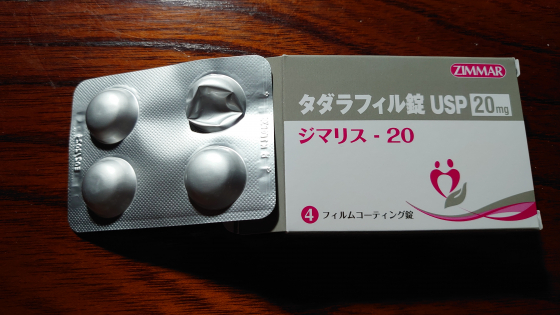 ZIMMAR
タダラフィル錠 USP 20mg
ジマリス - 20
4 フィルムコーティング錠